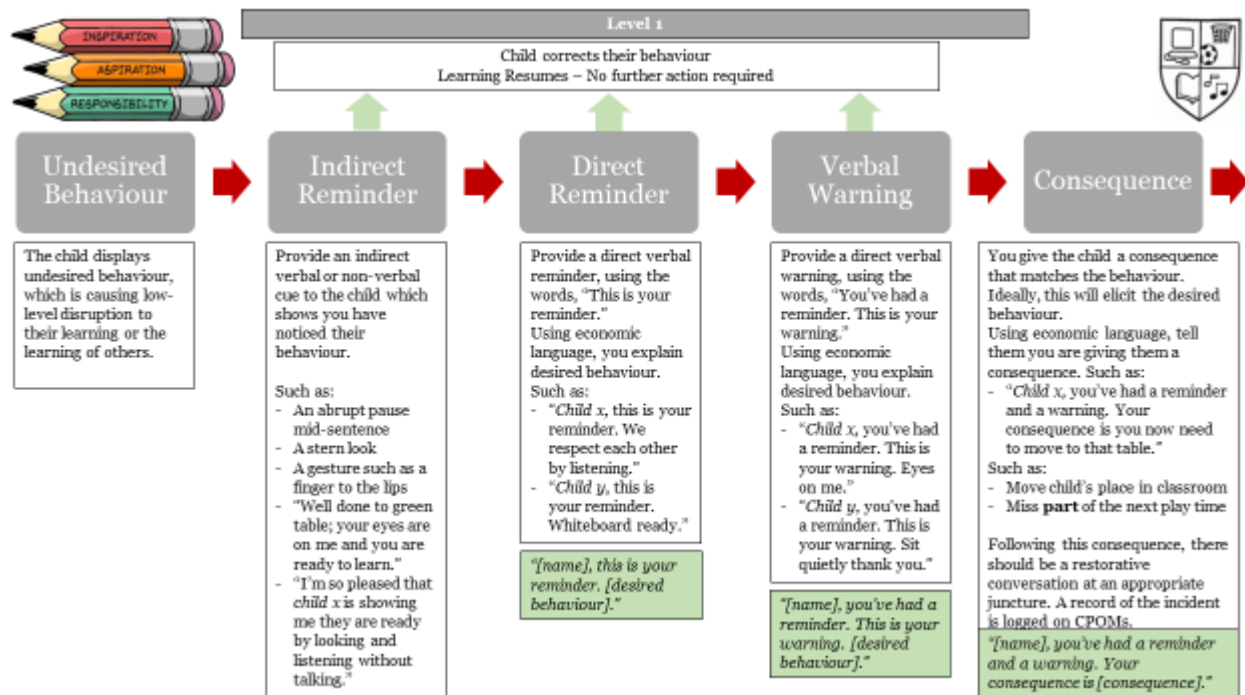 INSPIRATION
ASPIRATION
RESPONSIBILITY
Level 1
Child corrects their behaviour
Learning Resumes – No further action required
Undesired
Behaviour
Indirect
Reminder
Direct
Reminder
Verbal
Warning
Consequence
The child displays
undesired behaviour,
which is causing low-
level disruption to
their learning or the
learning of others.
Provide an indirect
verbal or non-verbal
cue to the child which
shows you have
noticed their
behaviour.
Such as:
- An abrupt pause
mid-sentence
- A stern look
- A gesture such as a
finger to the lips
- "Well done to green
table; your eyes are
on me and you are
ready to learn."
- "I'm so pleased that
child x is showing
me they are ready
by looking and
listening without
talking."
Provide a direct verbal
reminder, using the
words, "This is your
reminder."
Using economic
language, you explain
desired behaviour.
Such as:
- "Child x, this is your
reminder. We
respect each other
by listening."
- "Child y, this is
your reminder.
Whiteboard ready."
"[name], this is your
reminder. [desired
behaviour]."
Provide a direct verbal
warning, using the
words, "You've had a
reminder. This is your
warning."
Using economic
language, you explain
desired behaviour.
Such as:
- "Child x, you've had
a reminder. This is
your warning. Eyes
on me."
- "Child y, you've had
a reminder. This is
your warning. Sit
quietly thank you."
"[name], you've had a
reminder. This is your
warning. [desired
behaviour]."
You give the child a consequence
that matches the behaviour.
Ideally, this will elicit the desired
behaviour.
Using economic language, tell
them you are giving them a
consequence. Such as:
- "Child x, you've had a reminder
and a warning. Your
consequence is you now need
to move to that table."
Such as:
- Move child's place in classroom
- Miss part of the next play time
Following this consequence, there
should be a restorative
conversation at an appropriate
juncture. A record of the incident
is logged on CPOMs.
"[name], you've had a reminder
and a warning. Your
consequence is [consequence]."